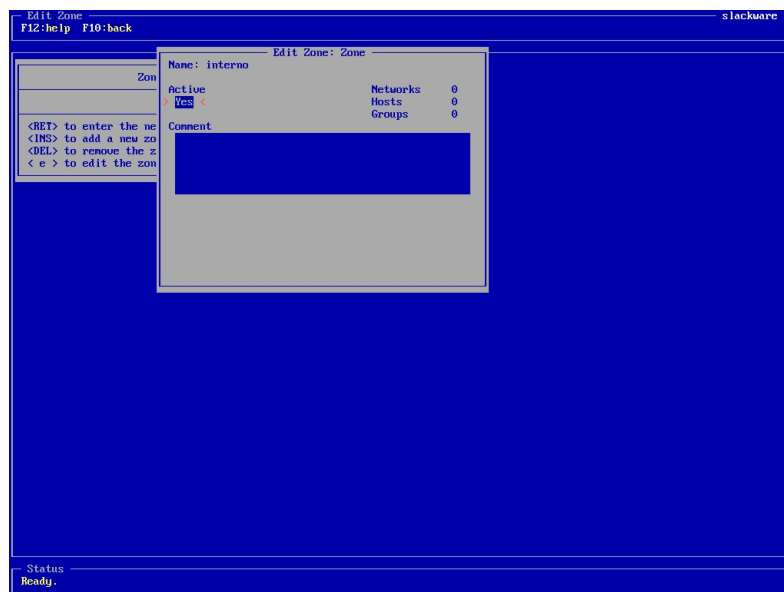 Edit Zone
slackware
F12:help F10:back
Edit Zone: Zone
Name: interno
Zon
Active
Networks 0
> Yes <
Hosts 0
Groups 0
Comment
<RET> to enter the ne
<INS> to add a new zo
<DEL> to remove the z
< e > to edit the zon
Status
Ready.